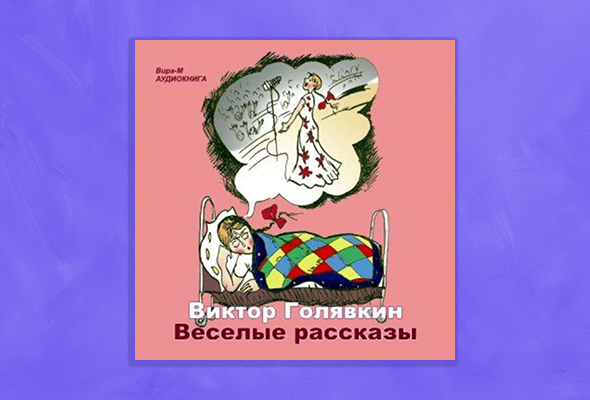 Вира-М
АУДИОКНИГА
Виктор Голявкин
Веселые рассказы